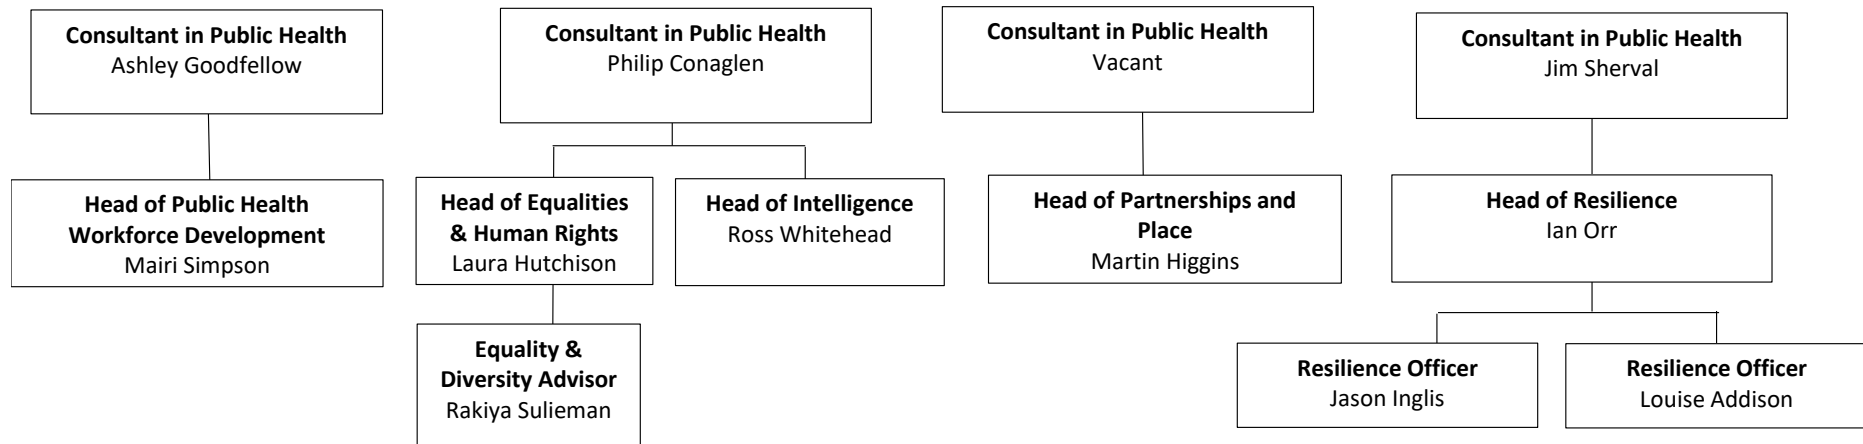 Consultant in Public Health
Ashley Goodfellow
Consultant in Public Health
Philip Conaglen
Consultant in Public Health
Vacant
Consultant in Public Health
Jim Sherval
Head of Public Health
Workforce Development
Mairi Simpson
Head of Equalities
& Human Rights
Laura Hutchison
Head of Intelligence
Ross Whitehead
Head of Partnerships and
Place
Martin Higgins
Head of Resilience
Ian Orr
Equality &
Diversity Advisor
Rakiya Sulieman
Resilience Officer
Jason Inglis
Resilience Officer
Louise Addison